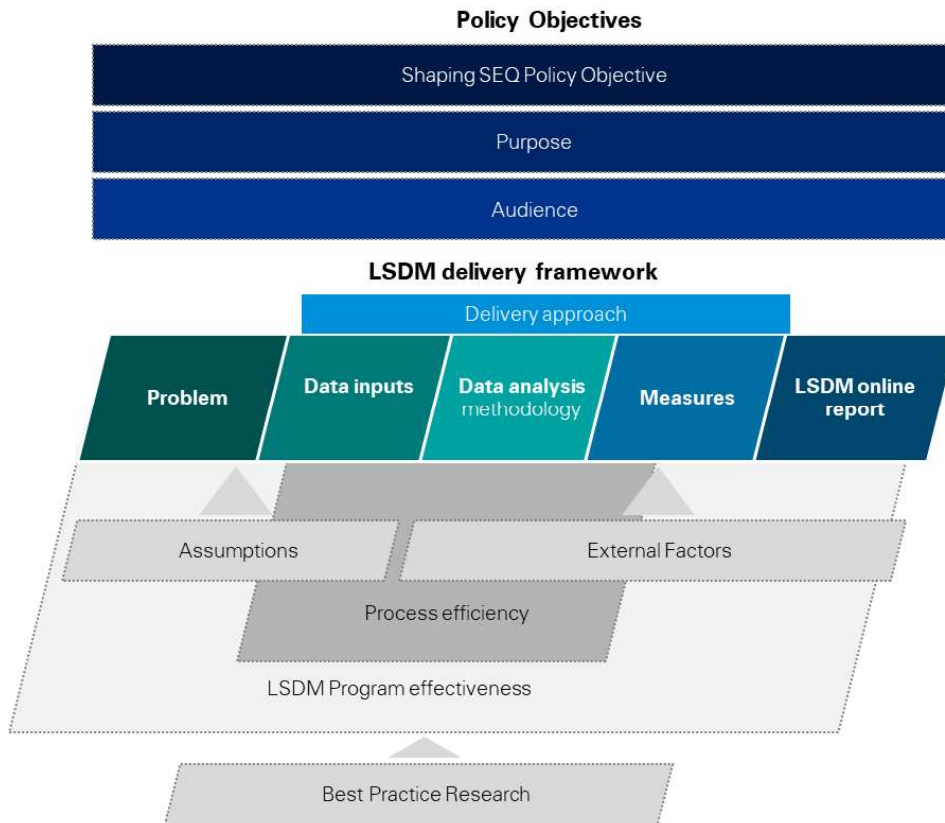 Policy Objectives
Shaping SEQ Policy Objective
Purpose
Audience
LSDM delivery framework
Delivery approach
Problem
Data inputs
Data analysis
methodology
Measures
LSDM online
report
Assumptions
External Factors
Process efficiency
LSDM Program effectiveness
Best Practice Research